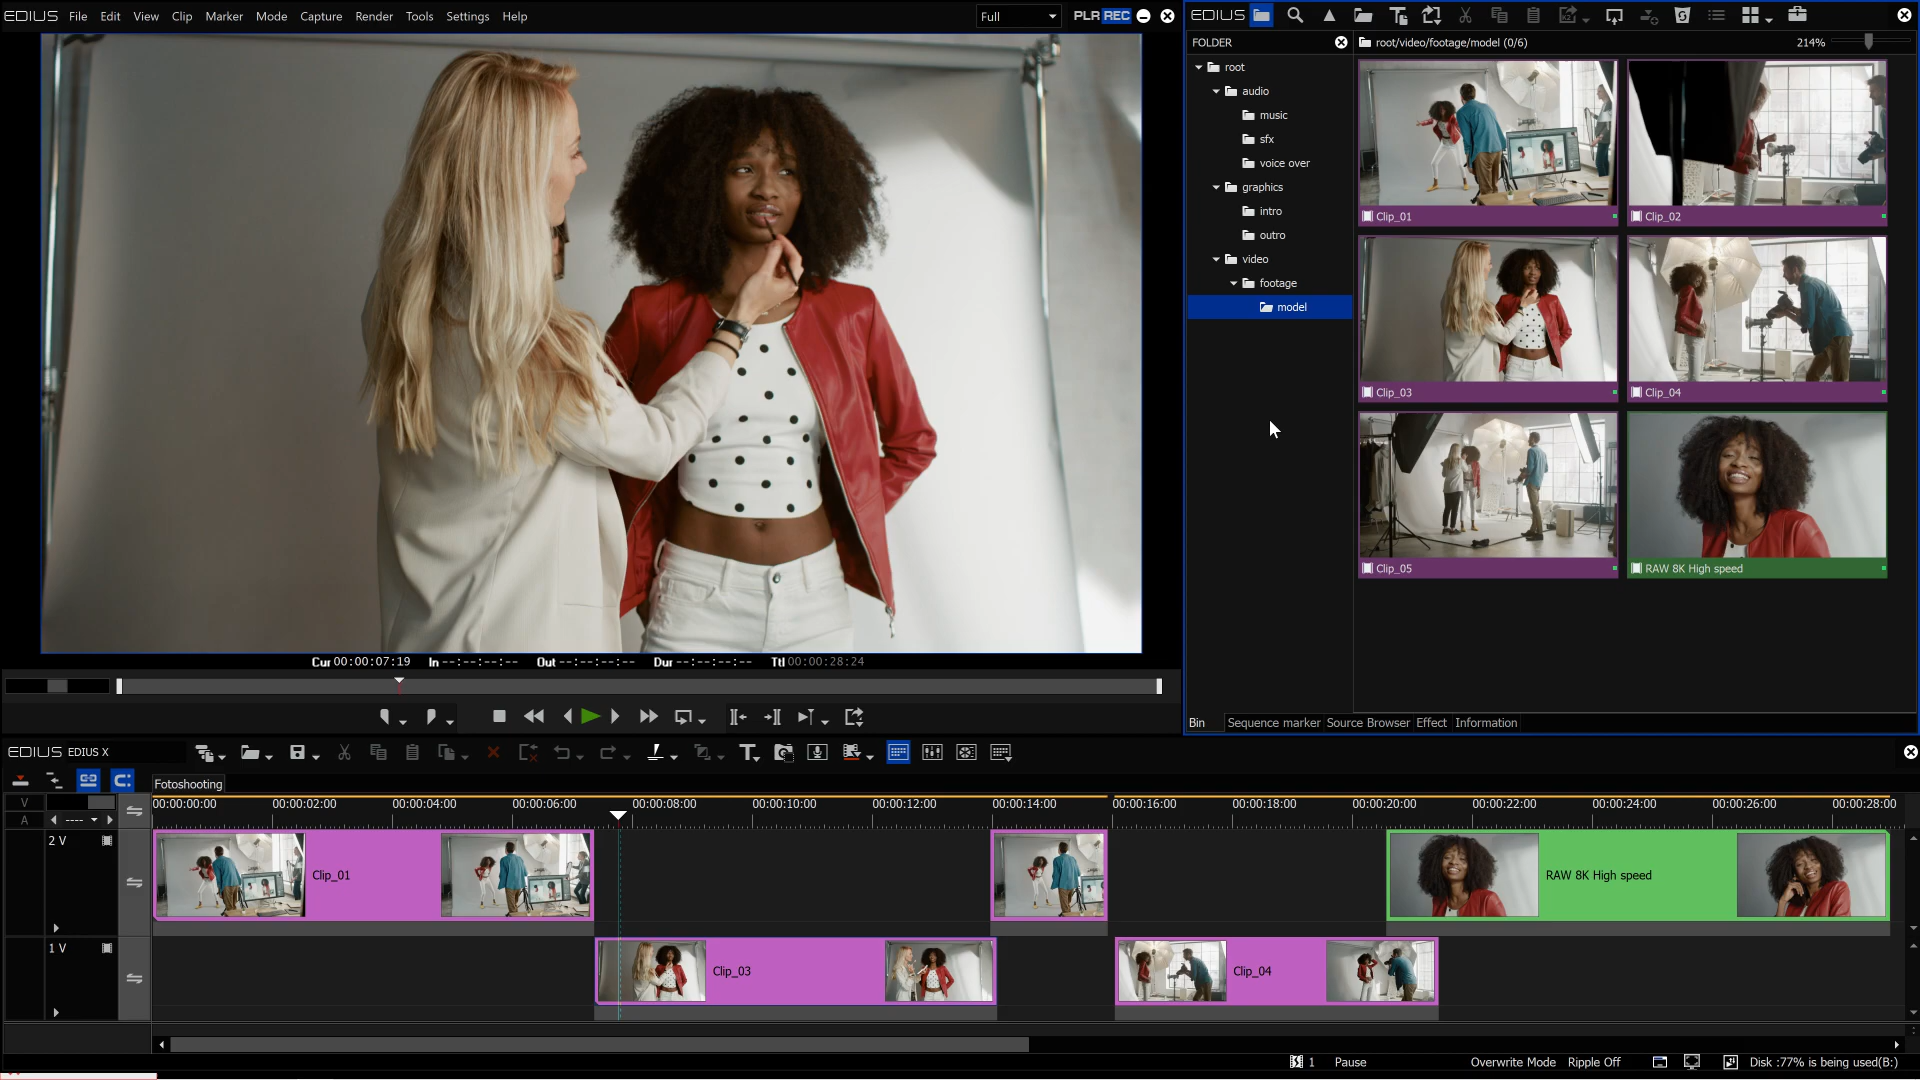 EDIUS File Edit View Clip Marker Mode Capture Render Tools Settings Help Full PLR REC
EDIUS
FOLDER
root/video/footage/model (0/6) 214%
root
audio
music
sfx
voice over
graphics
intro
outro
video
footage
model
Clip_01 Clip_02
Clip_03 Clip_04
Clip_05 RAW 8K High speed
Cur 00:00:07:19 In --:--:--:-- Out --:--:--:-- Dur --:--:--:-- Ttl 00:00:28:24
Bin Sequence marker Source Browser Effect Information
EDIUS EDIUS X
Fotoshooting
V 00:00:00:00 00:00:02:00 00:00:04:00 00:00:06:00 00:00:08:00 00:00:10:00 00:00:12:00 00:00:14:00 00:00:16:00 00:00:18:00 00:00:20:00 00:00:22:00 00:00:24:00 00:00:26:00 00:00:28:00
A ----
2 V
Clip_01 RAW 8K High speed
1 V
Clip_03 Clip_04
1 Pause Overwrite Mode Ripple Off Disk :77% is being used(B:)